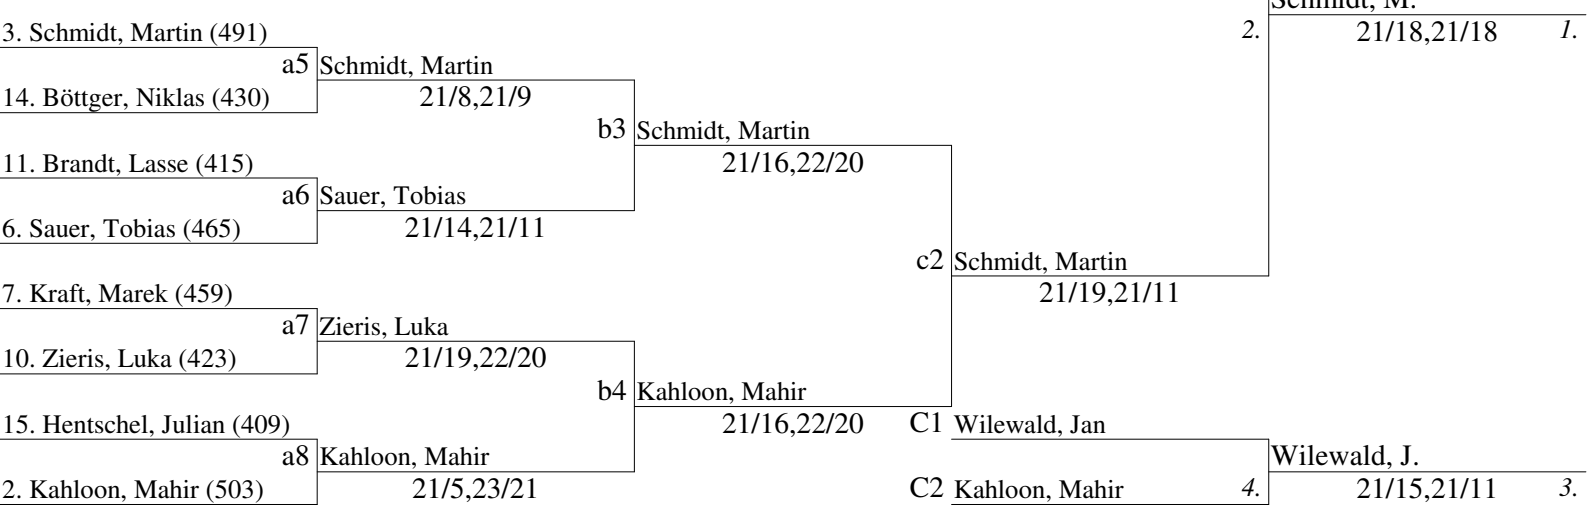 Schmidt, M.
3. Schmidt, Martin (491)
2.
21/18,21/18
1.
a5 Schmidt, Martin
14. Böttger, Niklas (430)
21/8,21/9
b3 Schmidt, Martin
11. Brandt, Lasse (415)
21/16,22/20
a6 Sauer, Tobias
6. Sauer, Tobias (465)
21/14,21/11
c2 Schmidt, Martin
7. Kraft, Marek (459)
21/19,21/11
a7 Zieris, Luka
10. Zieris, Luka (423)
21/19,22/20
b4 Kahloon, Mahir
15. Hentschel, Julian (409)
21/16,22/20
C1 Wilewald, Jan
a8 Kahloon, Mahir
Wilewald, J.
2. Kahloon, Mahir (503)
21/5,23/21
C2 Kahloon, Mahir
4.
21/15,21/11
3.